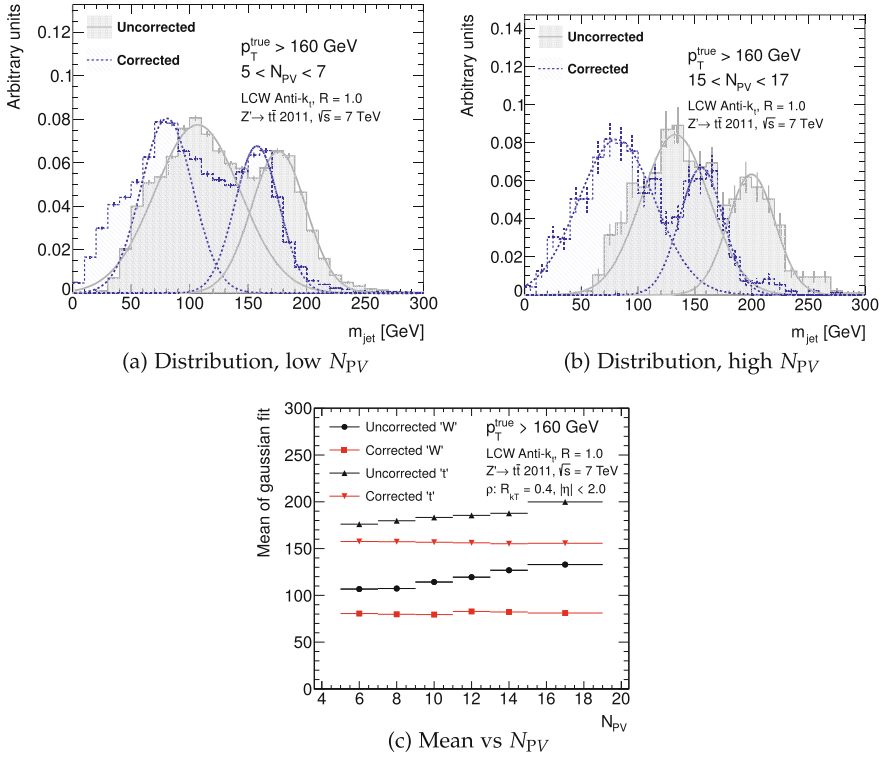 Arbitrary units
0.12
0.1
0.08
0.06
0.04
0.02
0
Uncorrected
Corrected
p_T^true > 160 GeV
5 < N_PV < 7
LCW Anti-k_t, R = 1.0
Z'→ tt̄ 2011, √s = 7 TeV
0 50 100 150 200 250 300
m_jet [GeV]
(a) Distribution, low N_PV
Arbitrary units
0.14
0.12
0.1
0.08
0.06
0.04
0.02
0
Uncorrected
Corrected
p_T^true > 160 GeV
15 < N_PV < 17
LCW Anti-k_t, R = 1.0
Z'→ tt̄ 2011, √s = 7 TeV
0 50 100 150 200 250 300
m_jet [GeV]
(b) Distribution, high N_PV
Mean of gaussian fit
300
250
200
150
100
50
0
Uncorrected 'W'
Corrected 'W'
Uncorrected 't'
Corrected 't'
p_T^true > 160 GeV
LCW Anti-k_t, R = 1.0
Z'→ tt̄ 2011, √s = 7 TeV
ρ: R_kT = 0.4, |η| < 2.0
4 6 8 10 12 14 16 18 20
N_PV
(c) Mean vs N_PV